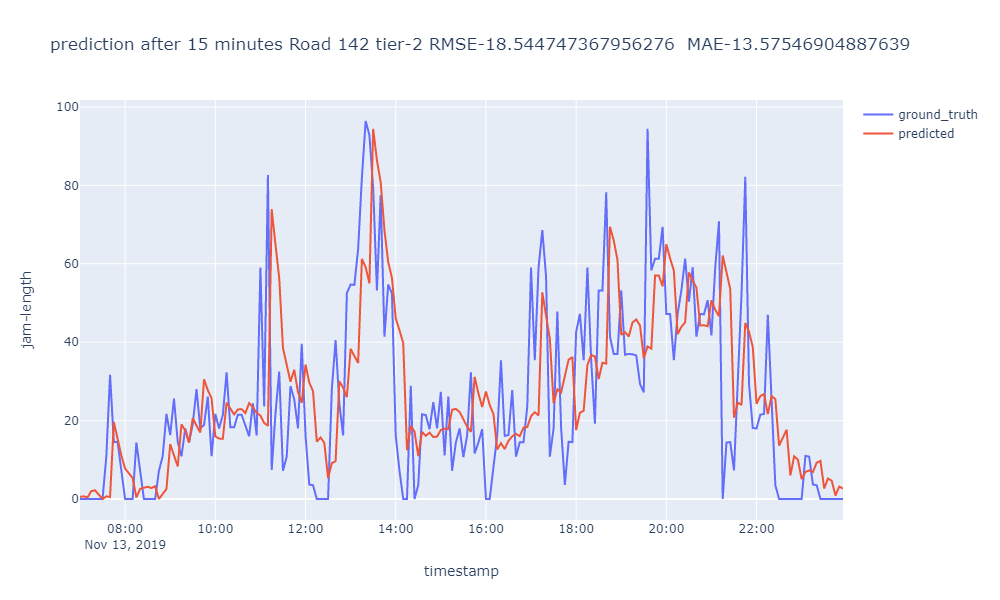 prediction after 15 minutes Road 142 tier-2 RMSE-18.544747367956276  MAE-13.57546904887639
ground_truth
predicted
jam-length
100
80
60
40
20
0
08:00 10:00 12:00 14:00 16:00 18:00 20:00 22:00
Nov 13, 2019
timestamp